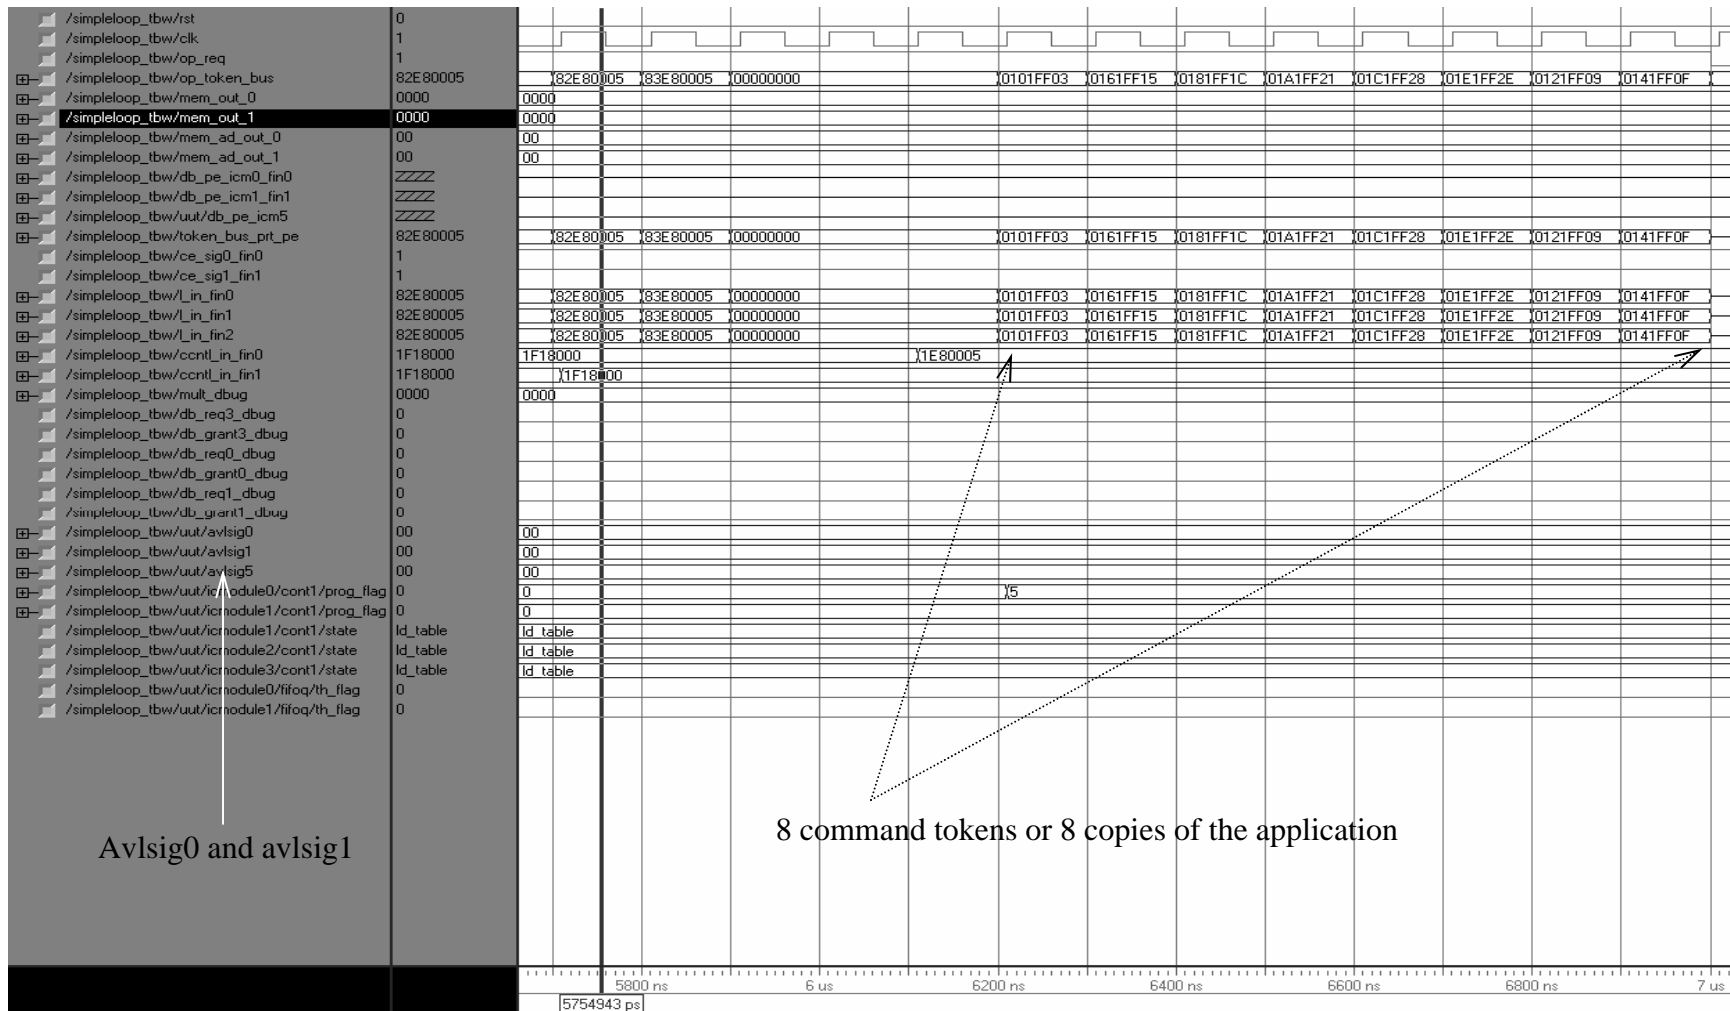 /simpleloop_tbw/rst 0
/simpleloop_tbw/clk 1
/simpleloop_tbw/op_req 1
/simpleloop_tbw/op_token_bus 82E80005 82E80005 83E80005 00000000 0101FF03 0161FF15 0181FF1C 01A1FF21 01C1FF28 01E1FF2E 0121FF09 0141FF0F
/simpleloop_tbw/mem_out_0 0000 0000
/simpleloop_tbw/mem_out_1 0000 0000
/simpleloop_tbw/mem_ad_out_0 00 00
/simpleloop_tbw/mem_ad_out_1 00 00
/simpleloop_tbw/db_pe_icm0_fin0 ZZZZ
/simpleloop_tbw/db_pe_icm1_fin1 ZZZZ
/simpleloop_tbw/uut/db_pe_icm5 ZZZZ
/simpleloop_tbw/token_bus_prt_pe 82E80005 82E80005 83E80005 00000000 0101FF03 0161FF15 0181FF1C 01A1FF21 01C1FF28 01E1FF2E 0121FF09 0141FF0F
/simpleloop_tbw/ce_sig0_fin0 1
/simpleloop_tbw/ce_sig1_fin1 1
/simpleloop_tbw/l_in_fin0 82E80005 82E80005 83E80005 00000000 0101FF03 0161FF15 0181FF1C 01A1FF21 01C1FF28 01E1FF2E 0121FF09 0141FF0F
/simpleloop_tbw/l_in_fin1 82E80005 82E80005 83E80005 00000000 0101FF03 0161FF15 0181FF1C 01A1FF21 01C1FF28 01E1FF2E 0121FF09 0141FF0F
/simpleloop_tbw/l_in_fin2 82E80005 82E80005 83E80005 00000000 0101FF03 0161FF15 0181FF1C 01A1FF21 01C1FF28 01E1FF2E 0121FF09 0141FF0F
/simpleloop_tbw/ccntl_in_fin0 1F18000 1F18000 1E80005
/simpleloop_tbw/ccntl_in_fin1 1F18000 1F18000
/simpleloop_tbw/mult_dbug 0000 0000
/simpleloop_tbw/db_req3_dbug 0
/simpleloop_tbw/db_grant3_dbug 0
/simpleloop_tbw/db_req0_dbug 0
/simpleloop_tbw/db_grant0_dbug 0
/simpleloop_tbw/db_req1_dbug 0
/simpleloop_tbw/db_grant1_dbug 0
/simpleloop_tbw/uut/avlsig0 00 00
/simpleloop_tbw/uut/avlsig1 00 00
/simpleloop_tbw/uut/avlsig5 00 00
/simpleloop_tbw/uut/icmodule0/cont1/prog_flag 0 0 5
/simpleloop_tbw/uut/icmodule1/cont1/prog_flag 0 0
/simpleloop_tbw/uut/icmodule1/cont1/state ld_table ld_table
/simpleloop_tbw/uut/icmodule2/cont1/state ld_table ld_table
/simpleloop_tbw/uut/icmodule3/cont1/state ld_table ld_table
/simpleloop_tbw/uut/icmodule0/fifoq/th_flag 0
/simpleloop_tbw/uut/icmodule1/fifoq/th_flag 0
Avlsig0 and avlsig1
8 command tokens or 8 copies of the application
5800 ns 6 us 6200 ns 6400 ns 6600 ns 6800 ns 7 us
5754943 ps